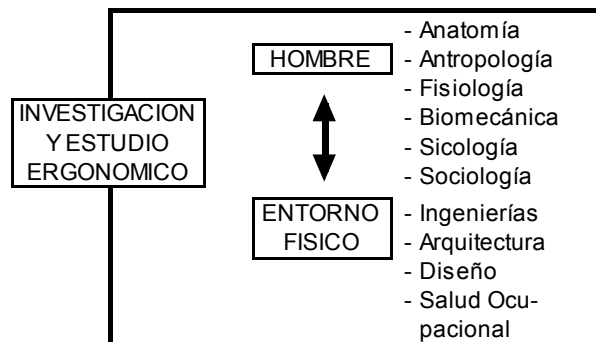 INVESTIGACION
Y ESTUDIO
ERGONOMICO
HOMBRE
- Anatomía
- Antropología
- Fisiología
- Biomecánica
- Sicología
- Sociología
ENTORNO
FISICO
- Ingenierías
- Arquitectura
- Diseño
- Salud Ocu-
pacional